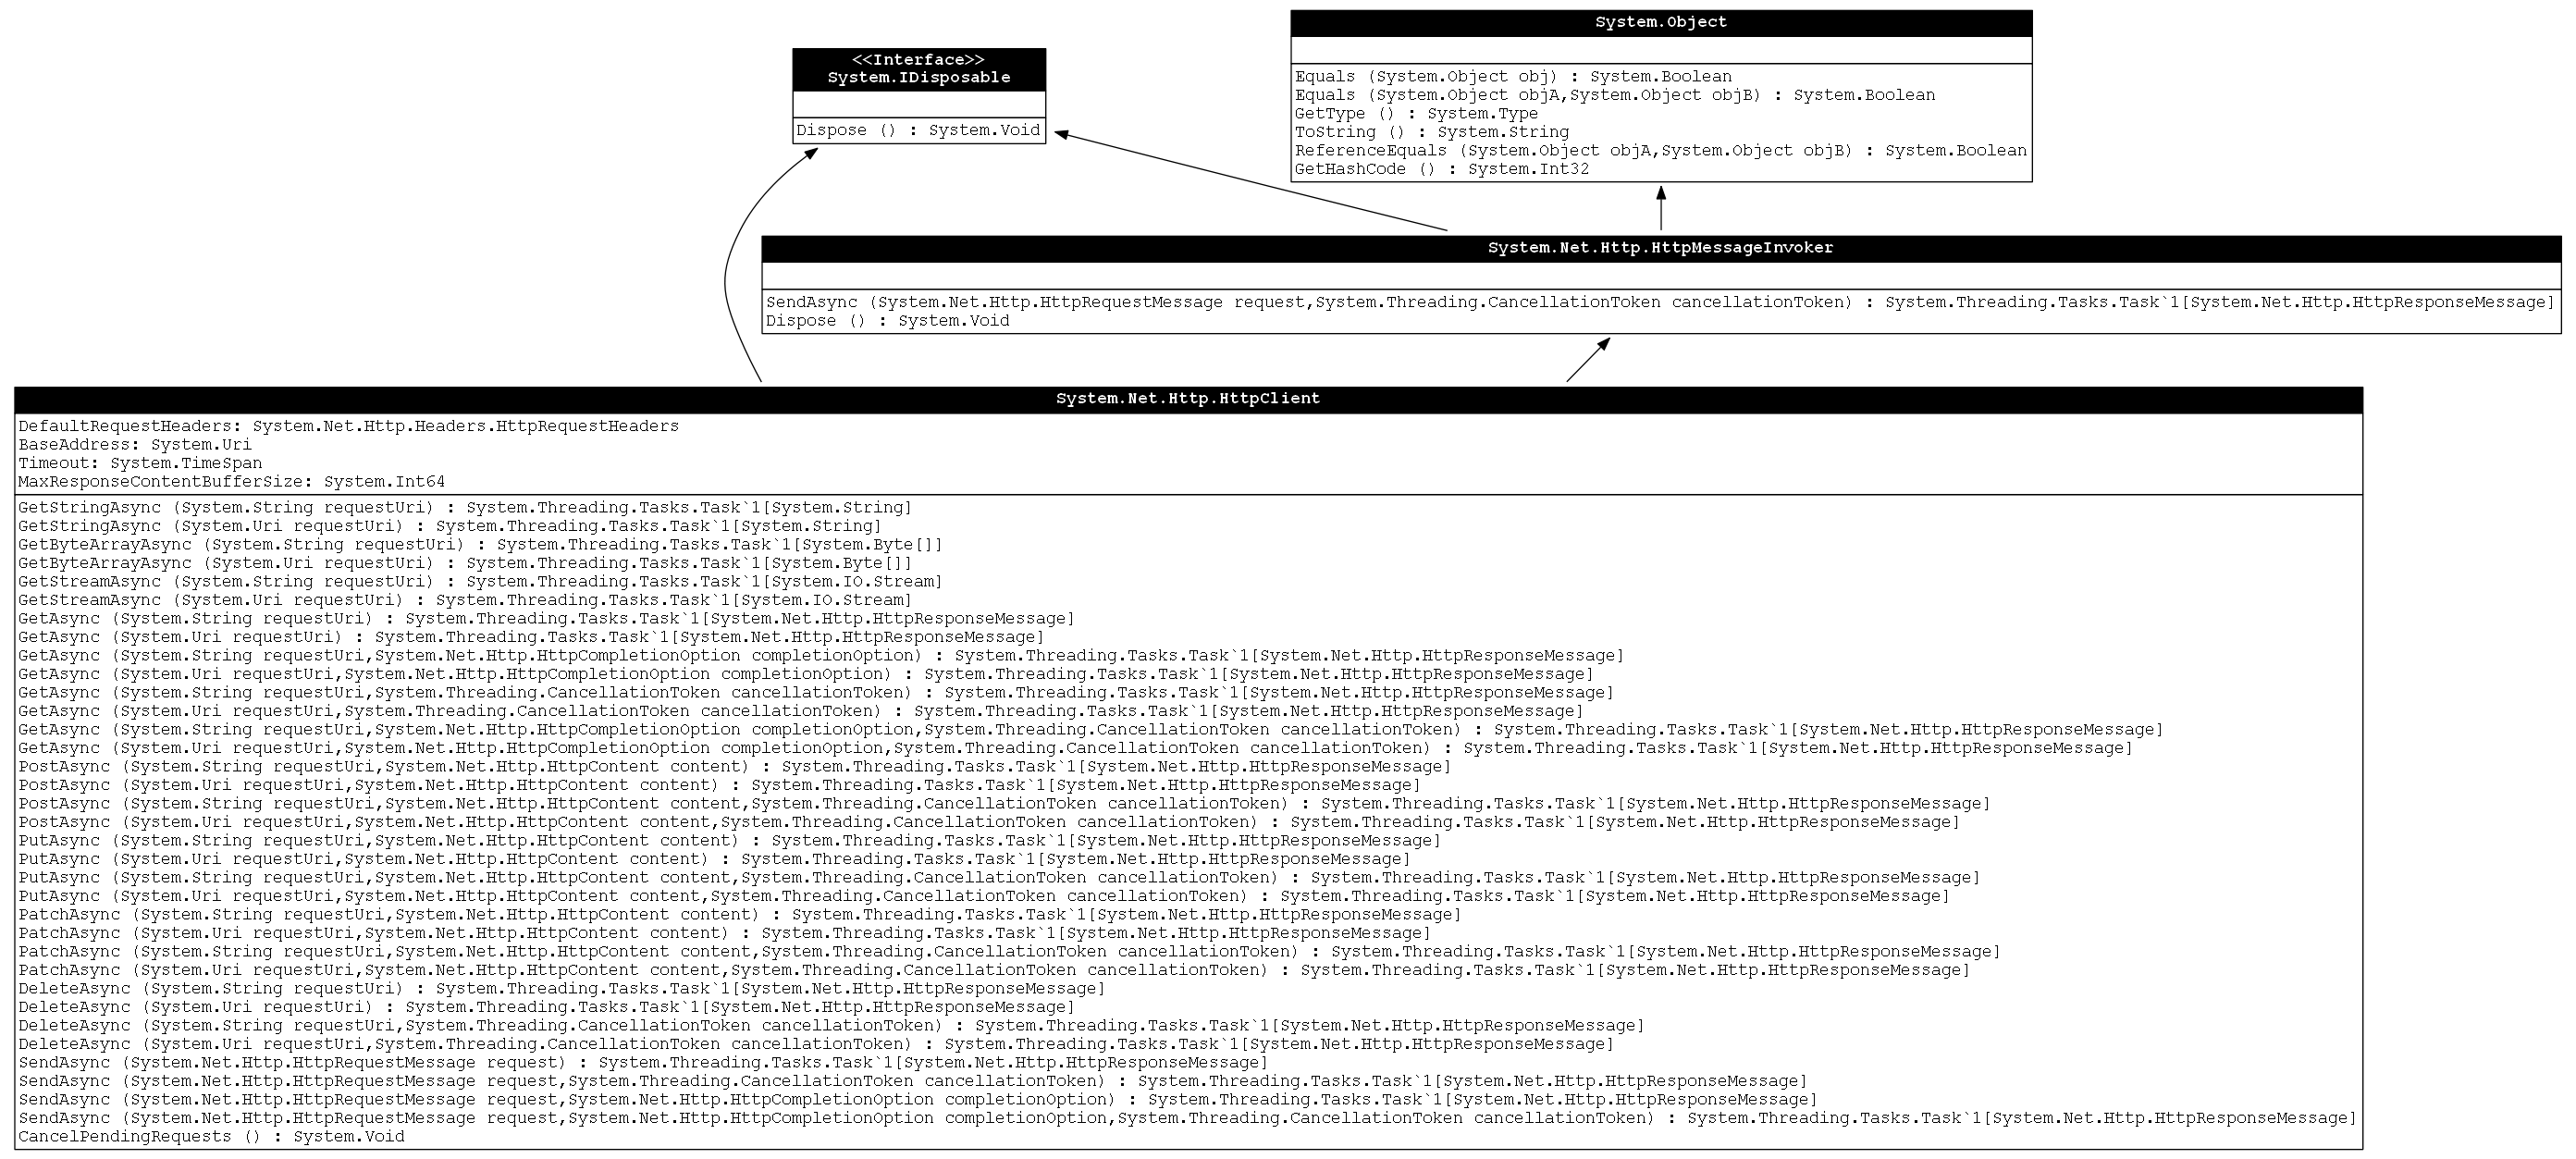 System.Object
Equals (System.Object obj) : System.Boolean
Equals (System.Object objA,System.Object objB) : System.Boolean
GetType () : System.Type
ToString () : System.String
ReferenceEquals (System.Object objA,System.Object objB) : System.Boolean
GetHashCode () : System.Int32
<<Interface>>
System.IDisposable
Dispose () : System.Void
System.Net.Http.HttpMessageInvoker
SendAsync (System.Net.Http.HttpRequestMessage request,System.Threading.CancellationToken cancellationToken) : System.Threading.Tasks.Task`1[System.Net.Http.HttpResponseMessage]
Dispose () : System.Void
System.Net.Http.HttpClient
DefaultRequestHeaders: System.Net.Http.Headers.HttpRequestHeaders
BaseAddress: System.Uri
Timeout: System.TimeSpan
MaxResponseContentBufferSize: System.Int64
GetStringAsync (System.String requestUri) : System.Threading.Tasks.Task`1[System.String]
GetStringAsync (System.Uri requestUri) : System.Threading.Tasks.Task`1[System.String]
GetByteArrayAsync (System.String requestUri) : System.Threading.Tasks.Task`1[System.Byte[]]
GetByteArrayAsync (System.Uri requestUri) : System.Threading.Tasks.Task`1[System.Byte[]]
GetStreamAsync (System.String requestUri) : System.Threading.Tasks.Task`1[System.IO.Stream]
GetStreamAsync (System.Uri requestUri) : System.Threading.Tasks.Task`1[System.IO.Stream]
GetAsync (System.String requestUri) : System.Threading.Tasks.Task`1[System.Net.Http.HttpResponseMessage]
GetAsync (System.Uri requestUri) : System.Threading.Tasks.Task`1[System.Net.Http.HttpResponseMessage]
GetAsync (System.String requestUri,System.Net.Http.HttpCompletionOption completionOption) : System.Threading.Tasks.Task`1[System.Net.Http.HttpResponseMessage]
GetAsync (System.Uri requestUri,System.Net.Http.HttpCompletionOption completionOption) : System.Threading.Tasks.Task`1[System.Net.Http.HttpResponseMessage]
GetAsync (System.String requestUri,System.Threading.CancellationToken cancellationToken) : System.Threading.Tasks.Task`1[System.Net.Http.HttpResponseMessage]
GetAsync (System.Uri requestUri,System.Threading.CancellationToken cancellationToken) : System.Threading.Tasks.Task`1[System.Net.Http.HttpResponseMessage]
GetAsync (System.String requestUri,System.Net.Http.HttpCompletionOption completionOption,System.Threading.CancellationToken cancellationToken) : System.Threading.Tasks.Task`1[System.Net.Http.HttpResponseMessage]
GetAsync (System.Uri requestUri,System.Net.Http.HttpCompletionOption completionOption,System.Threading.CancellationToken cancellationToken) : System.Threading.Tasks.Task`1[System.Net.Http.HttpResponseMessage]
PostAsync (System.String requestUri,System.Net.Http.HttpContent content) : System.Threading.Tasks.Task`1[System.Net.Http.HttpResponseMessage]
PostAsync (System.Uri requestUri,System.Net.Http.HttpContent content) : System.Threading.Tasks.Task`1[System.Net.Http.HttpResponseMessage]
PostAsync (System.String requestUri,System.Net.Http.HttpContent content,System.Threading.CancellationToken cancellationToken) : System.Threading.Tasks.Task`1[System.Net.Http.HttpResponseMessage]
PostAsync (System.Uri requestUri,System.Net.Http.HttpContent content,System.Threading.CancellationToken cancellationToken) : System.Threading.Tasks.Task`1[System.Net.Http.HttpResponseMessage]
PutAsync (System.String requestUri,System.Net.Http.HttpContent content) : System.Threading.Tasks.Task`1[System.Net.Http.HttpResponseMessage]
PutAsync (System.Uri requestUri,System.Net.Http.HttpContent content) : System.Threading.Tasks.Task`1[System.Net.Http.HttpResponseMessage]
PutAsync (System.String requestUri,System.Net.Http.HttpContent content,System.Threading.CancellationToken cancellationToken) : System.Threading.Tasks.Task`1[System.Net.Http.HttpResponseMessage]
PutAsync (System.Uri requestUri,System.Net.Http.HttpContent content,System.Threading.CancellationToken cancellationToken) : System.Threading.Tasks.Task`1[System.Net.Http.HttpResponseMessage]
PatchAsync (System.String requestUri,System.Net.Http.HttpContent content) : System.Threading.Tasks.Task`1[System.Net.Http.HttpResponseMessage]
PatchAsync (System.Uri requestUri,System.Net.Http.HttpContent content) : System.Threading.Tasks.Task`1[System.Net.Http.HttpResponseMessage]
PatchAsync (System.String requestUri,System.Net.Http.HttpContent content,System.Threading.CancellationToken cancellationToken) : System.Threading.Tasks.Task`1[System.Net.Http.HttpResponseMessage]
PatchAsync (System.Uri requestUri,System.Net.Http.HttpContent content,System.Threading.CancellationToken cancellationToken) : System.Threading.Tasks.Task`1[System.Net.Http.HttpResponseMessage]
DeleteAsync (System.String requestUri) : System.Threading.Tasks.Task`1[System.Net.Http.HttpResponseMessage]
DeleteAsync (System.Uri requestUri) : System.Threading.Tasks.Task`1[System.Net.Http.HttpResponseMessage]
DeleteAsync (System.String requestUri,System.Threading.CancellationToken cancellationToken) : System.Threading.Tasks.Task`1[System.Net.Http.HttpResponseMessage]
DeleteAsync (System.Uri requestUri,System.Threading.CancellationToken cancellationToken) : System.Threading.Tasks.Task`1[System.Net.Http.HttpResponseMessage]
SendAsync (System.Net.Http.HttpRequestMessage request) : System.Threading.Tasks.Task`1[System.Net.Http.HttpResponseMessage]
SendAsync (System.Net.Http.HttpRequestMessage request,System.Threading.CancellationToken cancellationToken) : System.Threading.Tasks.Task`1[System.Net.Http.HttpResponseMessage]
SendAsync (System.Net.Http.HttpRequestMessage request,System.Net.Http.HttpCompletionOption completionOption) : System.Threading.Tasks.Task`1[System.Net.Http.HttpResponseMessage]
SendAsync (System.Net.Http.HttpRequestMessage request,System.Net.Http.HttpCompletionOption completionOption,System.Threading.CancellationToken cancellationToken) : System.Threading.Tasks.Task`1[System.Net.Http.HttpResponseMessage]
CancelPendingRequests () : System.Void